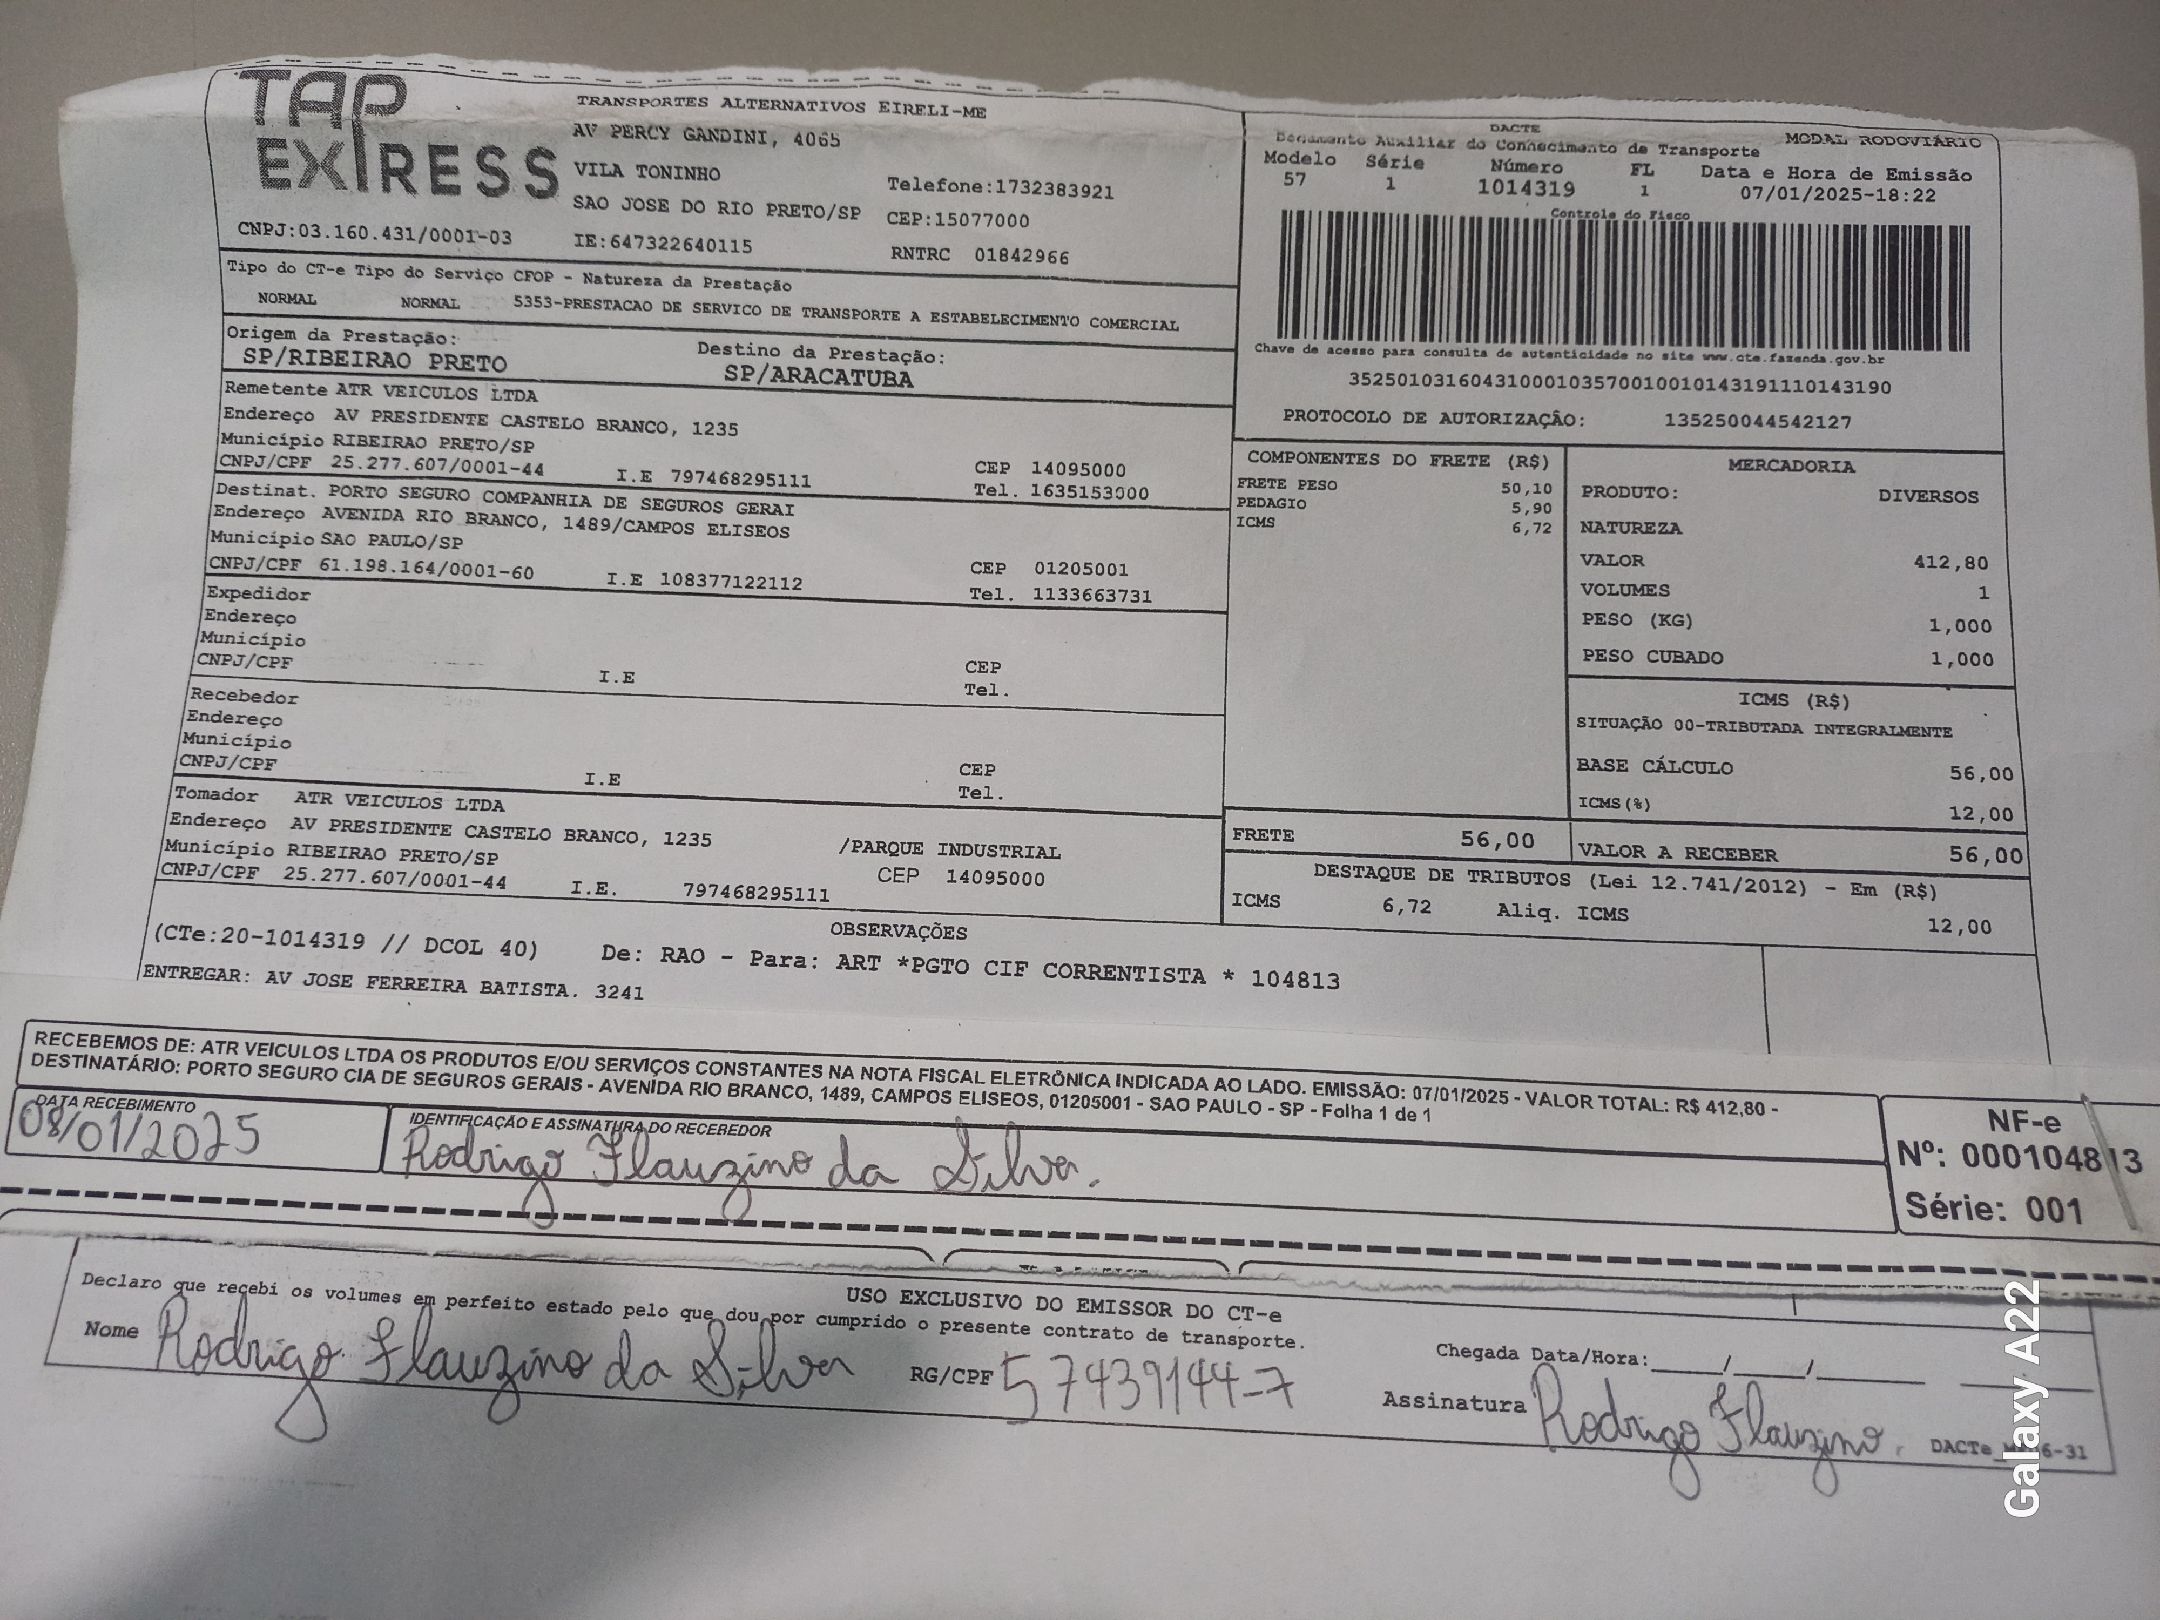 TAP EXPRESS
TRANSPORTES ALTERNATIVOS EIRELI-ME
AV PERCY GANDINI, 4065
VILA TONINHO
Telefone:1732383921
SAO JOSE DO RIO PRETO/SP CEP:15077000
CNPJ:03.160.431/0001-03 IE:647322640115 RNTRC 01842966
DACTE MODAL RODOVIÁRIO
Documento Auxiliar do Conhecimento de Transporte
Modelo Série Número FL Data e Hora de Emissão
57 1 1014319 1 07/01/2025-18:22
Controle do Fisco
Chave de acesso para consulta de autenticidade no site www.cte.fazenda.gov.br
35250103160431000103570010010143191110143190
PROTOCOLO DE AUTORIZAÇÃO: 135250044542127
Tipo do CT-e Tipo do Serviço CFOP - Natureza da Prestação
NORMAL NORMAL 5353-PRESTACAO DE SERVICO DE TRANSPORTE A ESTABELECIMENTO COMERCIAL
Origem da Prestação: Destino da Prestação:
SP/RIBEIRAO PRETO SP/ARACATUBA
Remetente ATR VEICULOS LTDA
Endereço AV PRESIDENTE CASTELO BRANCO, 1235
Município RIBEIRAO PRETO/SP CEP 14095000
CNPJ/CPF 25.277.607/0001-44 I.E 797468295111 Tel. 1635153000
Destinat. PORTO SEGURO COMPANHIA DE SEGUROS GERAI
Endereço AVENIDA RIO BRANCO, 1489/CAMPOS ELISEOS
Município SAO PAULO/SP CEP 01205001
CNPJ/CPF 61.198.164/0001-60 I.E 108377122112 Tel. 1133663731
Expedidor
Endereço
Município CEP
CNPJ/CPF I.E Tel.
Recebedor
Endereço
Município CEP
CNPJ/CPF I.E Tel.
Tomador ATR VEICULOS LTDA
Endereço AV PRESIDENTE CASTELO BRANCO, 1235 /PARQUE INDUSTRIAL
Município RIBEIRAO PRETO/SP CEP 14095000
CNPJ/CPF 25.277.607/0001-44 I.E. 797468295111
COMPONENTES DO FRETE (R$)
FRETE PESO 50,10
PEDAGIO 5,90
ICMS 6,72
MERCADORIA
PRODUTO: DIVERSOS
NATUREZA
VALOR 412,80
VOLUMES 1
PESO (KG) 1,000
PESO CUBADO 1,000
ICMS (R$)
SITUAÇÃO 00-TRIBUTADA INTEGRALMENTE
BASE CÁLCULO 56,00
ICMS(%) 12,00
FRETE 56,00 VALOR A RECEBER 56,00
DESTAQUE DE TRIBUTOS (Lei 12.741/2012) - Em (R$)
ICMS 6,72 Aliq. ICMS 12,00
OBSERVAÇÕES
(CTe:20-1014319 // DCOL 40) De: RAO - Para: ART *PGTO CIF CORRENTISTA * 104813
ENTREGAR: AV JOSE FERREIRA BATISTA. 3241
RECEBEMOS DE: ATR VEICULOS LTDA OS PRODUTOS E/OU SERVIÇOS CONSTANTES NA NOTA FISCAL ELETRÔNICA INDICADA AO LADO. EMISSÃO: 07/01/2025 - VALOR TOTAL: R$ 412,80 -
DESTINATÁRIO: PORTO SEGURO CIA DE SEGUROS GERAIS - AVENIDA RIO BRANCO, 1489, CAMPOS ELISEOS, 01205001 - SAO PAULO - SP - Folha 1 de 1
DATA RECEBIMENTO IDENTIFICAÇÃO E ASSINATURA DO RECEBEDOR
08/01/2025 Rodrigo Flauzino da Silva.
NF-e
Nº: 000104813
Série: 001
USO EXCLUSIVO DO EMISSOR DO CT-e
Declaro que recebi os volumes em perfeito estado pelo que dou por cumprido o presente contrato de transporte.
Nome Rodrigo Flauzino da Silva RG/CPF 57439144-7
Chegada Data/Hora:_____/_____/______ ______
Assinatura Rodrigo Flauzino.
Galaxy A22